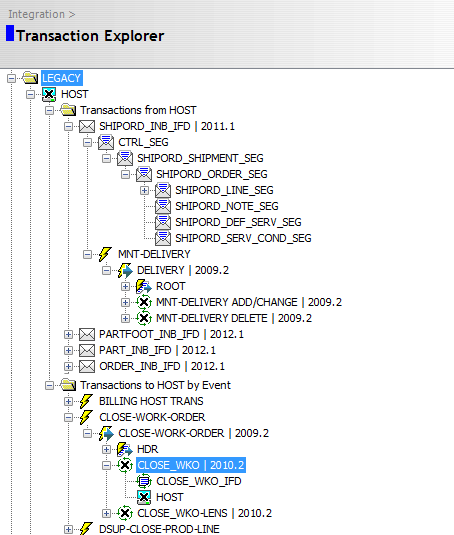 Integration >
Transaction Explorer
LEGACY
HOST
Transactions from HOST
SHIPORD_INB_IFD | 2011.1
CTRL_SEG
SHIPORD_SHIPMENT_SEG
SHIPORD_ORDER_SEG
SHIPORD_LINE_SEG
SHIPORD_NOTE_SEG
SHIPORD_DEF_SERV_SEG
SHIPORD_SERV_COND_SEG
MNT-DELIVERY
DELIVERY | 2009.2
ROOT
MNT-DELIVERY ADD/CHANGE | 2009.2
MNT-DELIVERY DELETE | 2009.2
PARTFOOT_INB_IFD | 2012.1
PART_INB_IFD | 2012.1
ORDER_INB_IFD | 2012.1
Transactions to HOST by Event
BILLING HOST TRANS
CLOSE-WORK-ORDER
CLOSE-WORK-ORDER | 2009.2
HDR
CLOSE_WKO | 2010.2
CLOSE_WKO_IFD
HOST
CLOSE_WKO-LENS | 2010.2
DSUP-CLOSE-PROD-LINE